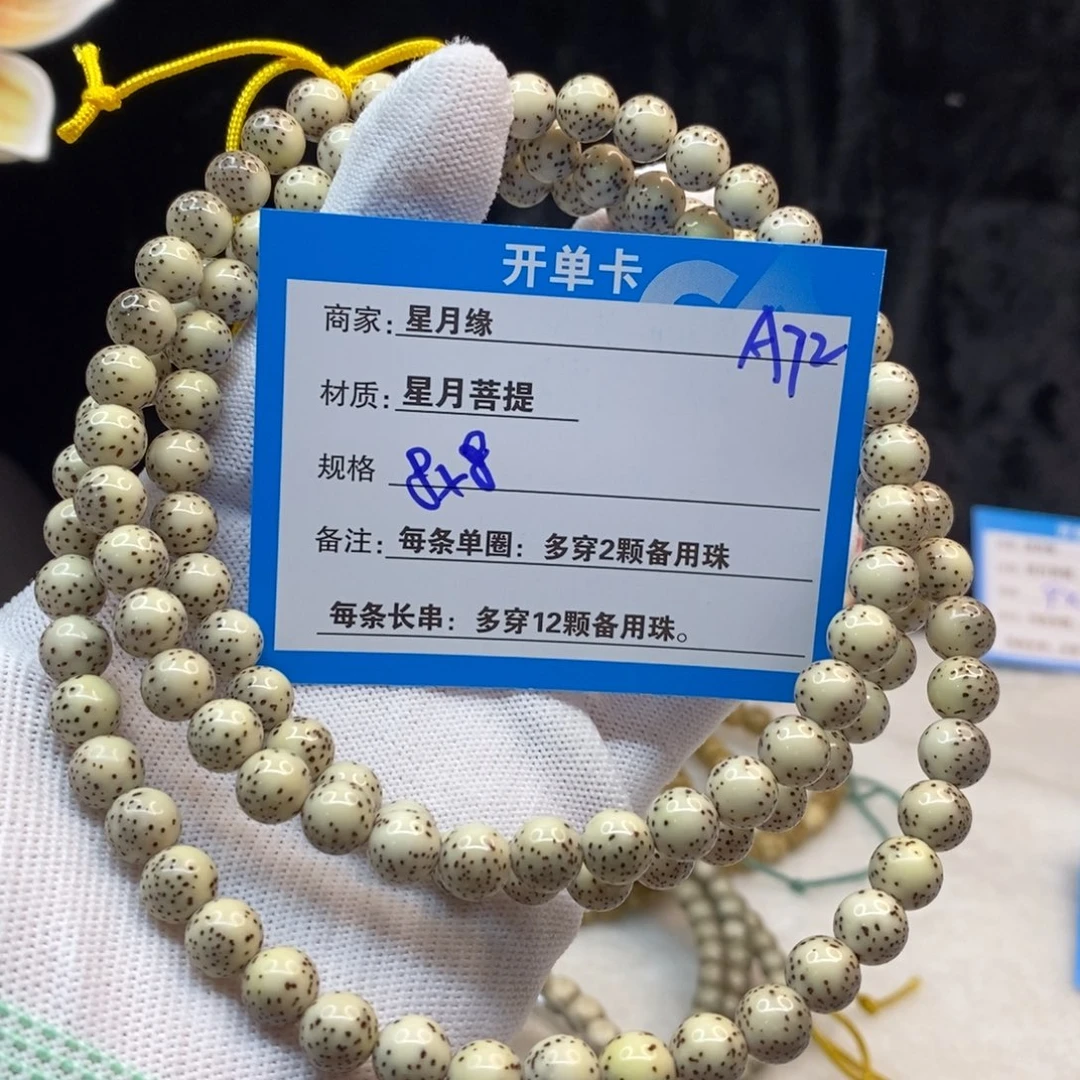 开单卡
商家：星月缘
A72
材质：星月菩提
规格 8x8
备注：每条单圈：多穿2颗备用珠
每条长串：多穿12颗备用珠。